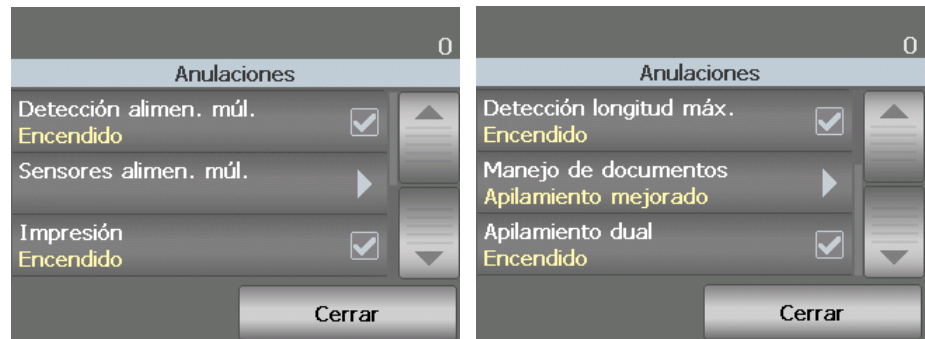 0
Anulaciones
Detección alimen. múl.
Encendido
Sensores alimen. múl.
Impresión
Encendido
Cerrar
0
Anulaciones
Detección longitud máx.
Encendido
Manejo de documentos
Apilamiento mejorado
Apilamiento dual
Encendido
Cerrar